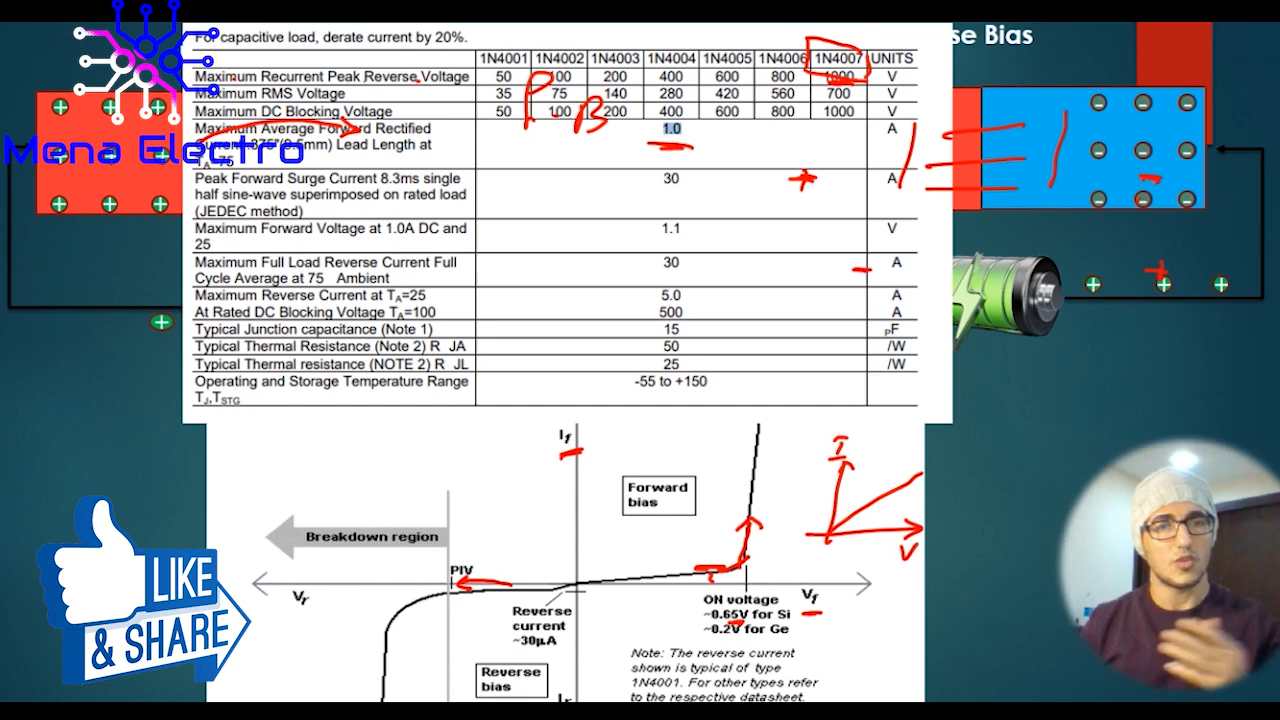 se Bias
For capacitive load, derate current by 20%.
1N4001 1N4002 1N4003 1N4004 1N4005 1N4006 1N4007 UNITS
Maximum Recurrent Peak Reverse Voltage 50 100 200 400 600 800 1000 V
Maximum RMS Voltage 35 75 140 280 420 560 700 V
Maximum DC Blocking Voltage 50 100 200 400 600 800 1000 V
P.B
Maximum Average Forward Rectified 1.0 A
Current .375"(9.5mm) Lead Length at
TA=75
Mena Electro
Peak Forward Surge Current 8.3ms single 30 A
half sine-wave superimposed on rated load
(JEDEC method)
Maximum Forward Voltage at 1.0A DC and 1.1 V
25
Maximum Full Load Reverse Current Full 30 A
Cycle Average at 75 Ambient
Maximum Reverse Current at TA=25 5.0 A
At Rated DC Blocking Voltage TA=100 500 A
Typical Junction capacitance (Note 1) 15 pF
Typical Thermal Resistance (Note 2) R JA 50 /W
Typical Thermal resistance (NOTE 2) R JL 25 /W
Operating and Storage Temperature Range -55 to +150
TJ,TSTG
If
I
Forward
bias
V
Breakdown region
PIV
Vr
Vf
Reverse
current
~30µA
ON voltage
~0.65V for Si
~0.2V for Ge
Reverse
bias
Note: The reverse current
shown is typical of type
1N4001. For other types refer
to the respective datasheet.
LIKE
& SHARE